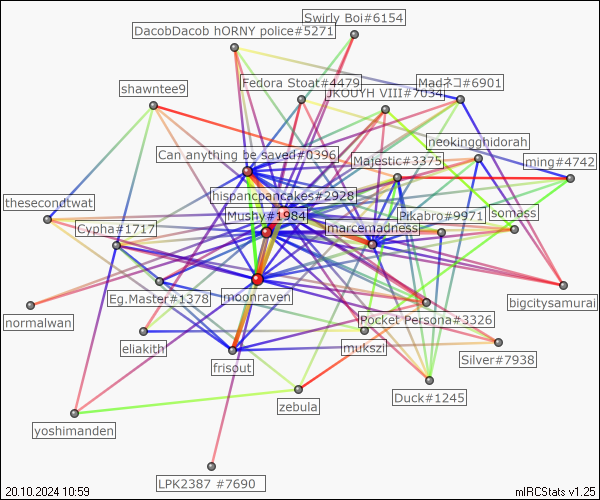 Swirly Boi#6154
DacobDacob hORNY police#5271
Fedora Stoat#4479
Madネコ#6901
shawntee9
JKOUYH VIII#7034
neokingghidorah
Can anything be saved#0396
Majestic#3375
ming#4742
hispanicpancakes#2928
thesecondtwat
Mushy#1984
Pikabro#9971
somass
Cypha#1717
marcemadness
Eg.Master#1378
moonraven
bigcitysamurai
normalwan
Pocket Persona#3326
eliakith
mukszi
Silver#7938
frisout
Duck#1245
zebula
yoshimanden
LPK2387 #7690
20.10.2024 10:59
mIRCStats v1.25